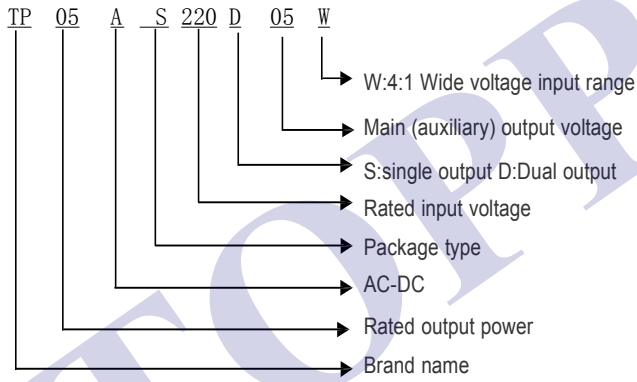 TP 05 A S 220 D 05 W
W:4:1 Wide voltage input range
Main (auxiliary) output voltage
S:single output D:Dual output
Rated input voltage
Package type
AC-DC
Rated output power
Brand name
TOPP